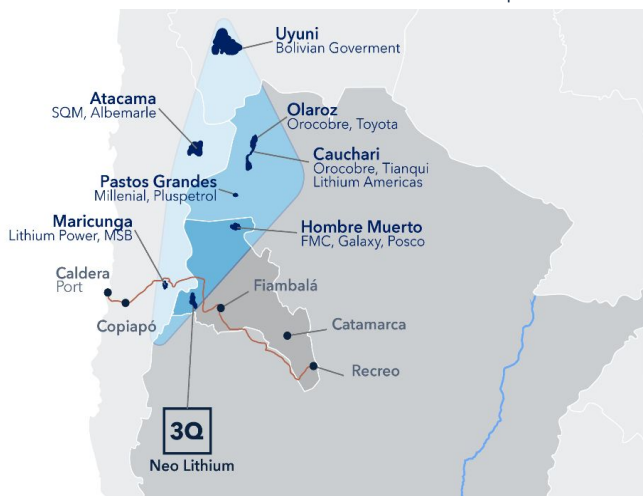 Uyuni
Bolivian Goverment
Atacama
SQM, Albemarle
Olaroz
Orocobre, Toyota
Cauchari
Orocobre, Tianqui
Lithium Americas
Pastos Grandes
Millenial, Pluspetrol
Maricunga
Lithium Power, MSB
Hombre Muerto
FMC, Galaxy, Posco
Caldera
Port
Fiambalá
Copiapó
Catamarca
Recreo
3Q
Neo Lithium